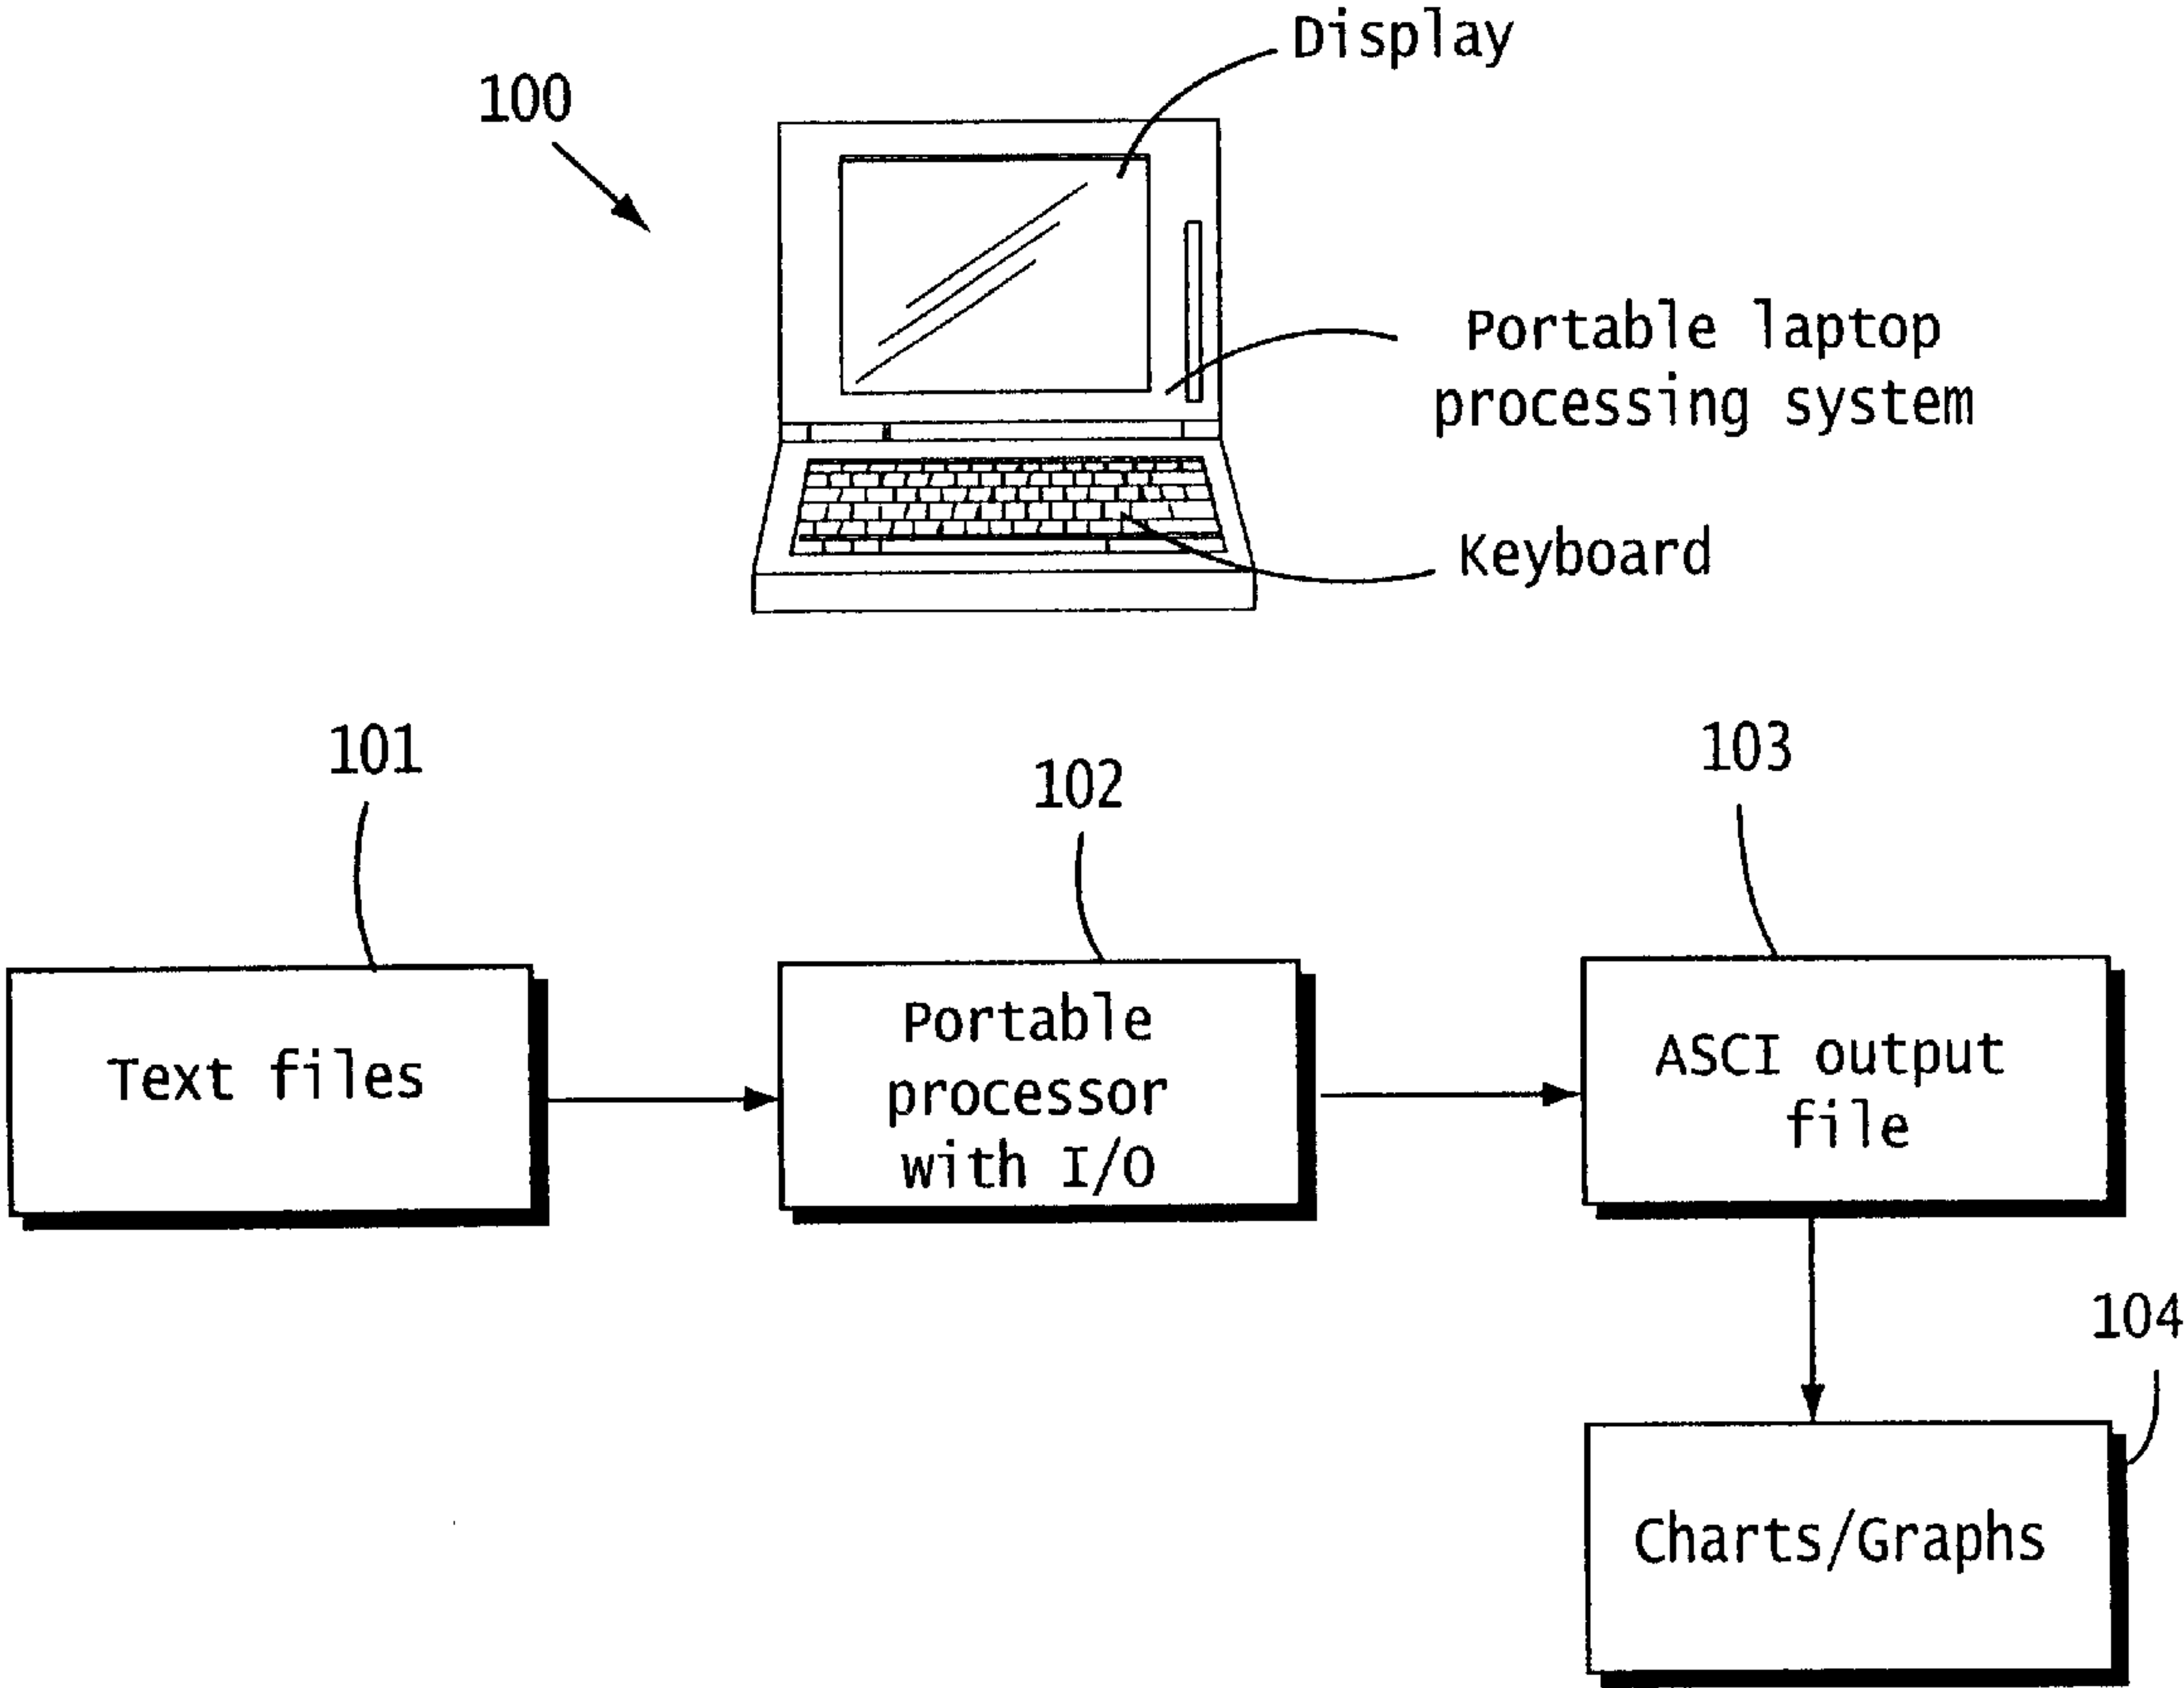 Display
100
Portable laptop
processing system
Keyboard
101
102
103
Text files
Portable
processor
with I/O
ASCI output
file
104
Charts/Graphs